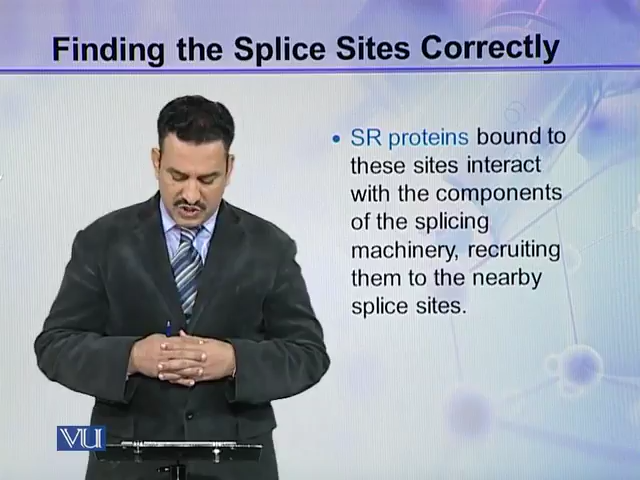 Finding the Splice Sites Correctly
• SR proteins bound to
these sites interact
with the components
of the splicing
machinery, recruiting
them to the nearby
splice sites.
VU